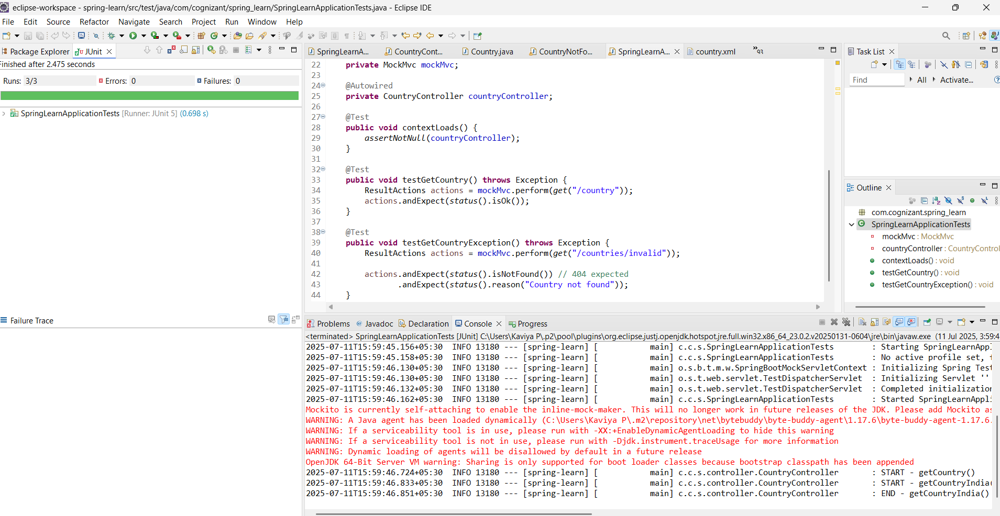 eclipse-workspace - spring-learn/src/test/java/com/cognizant/spring_learn/SpringLearnApplicationTests.java - Eclipse IDE
File Edit Source Refactor Navigate Search Project Run Window Help
Package Explorer JUnit
Finished after 2.475 seconds
Runs: 3/3 Errors: 0 Failures: 0
SpringLearnApplicationTests [Runner: JUnit 5] (0.698 s)
Failure Trace
SpringLearnA... CountryCont... Country.java CountryNotFo... SpringLearnA... country.xml »93
22 private MockMvc mockMvc;
23
24 @Autowired
25 private CountryController countryController;
26
27 @Test
28 public void contextLoads() {
29 assertNotNull(countryController);
30 }
31
32 @Test
33 public void testGetCountry() throws Exception {
34 ResultActions actions = mockMvc.perform(get("/country"));
35 actions.andExpect(status().isOk());
36 }
37
38 @Test
39 public void testGetCountryException() throws Exception {
40 ResultActions actions = mockMvc.perform(get("/countries/invalid"));
41
42 actions.andExpect(status().isNotFound()) // 404 expected
43 .andExpect(status().reason("Country not found"));
44 }
Task List
Find All Activate...
Outline
com.cognizant.spring_learn
SpringLearnApplicationTests
mockMvc : MockMvc
countryController : CountryControl
contextLoads() : void
testGetCountry() : void
testGetCountryException() : void
Problems Javadoc Declaration Console Progress
<terminated> SpringLearnApplicationTests [JUnit] C:\Users\Kaviya P\.p2\pool\plugins\org.eclipse.justj.openjdk.hotspot.jre.full.win32.x86_64_23.0.2.v20250131-0604\jre\bin\javaw.exe (11 Jul 2025, 3:59:4
2025-07-11T15:59:45.156+05:30 INFO 13180 --- [spring-learn] [ main] c.c.s.SpringLearnApplicationTests : Starting SpringLearnAppl
2025-07-11T15:59:45.158+05:30 INFO 13180 --- [spring-learn] [ main] c.c.s.SpringLearnApplicationTests : No active profile set,
2025-07-11T15:59:46.130+05:30 INFO 13180 --- [spring-learn] [ main] o.s.b.t.m.w.SpringBootMockServletContext : Initializing Spring Test
2025-07-11T15:59:46.130+05:30 INFO 13180 --- [spring-learn] [ main] o.s.t.web.servlet.TestDispatcherServlet : Initializing Servlet ''
2025-07-11T15:59:46.132+05:30 INFO 13180 --- [spring-learn] [ main] o.s.t.web.servlet.TestDispatcherServlet : Completed initialization
2025-07-11T15:59:46.162+05:30 INFO 13180 --- [spring-learn] [ main] c.c.s.SpringLearnApplicationTests : Started SpringLearnAppli
Mockito is currently self-attaching to enable the inline-mock-maker. This will no longer work in future releases of the JDK. Please add Mockito as
WARNING: A Java agent has been loaded dynamically (C:\Users\Kaviya P\.m2\repository\net\bytebuddy\byte-buddy-agent\1.17.6\byte-buddy-agent-1.17.6.
WARNING: If a serviceability tool is in use, please run with -XX:+EnableDynamicAgentLoading to hide this warning
WARNING: If a serviceability tool is not in use, please run with -Djdk.instrument.traceUsage for more information
WARNING: Dynamic loading of agents will be disallowed by default in a future release
OpenJDK 64-Bit Server VM warning: Sharing is only supported for boot loader classes because bootstrap classpath has been appended
2025-07-11T15:59:46.724+05:30 INFO 13180 --- [spring-learn] [ main] c.c.s.controller.CountryController : START - getCountry()
2025-07-11T15:59:46.833+05:30 INFO 13180 --- [spring-learn] [ main] c.c.s.controller.CountryController : START - getCountryIndia(
2025-07-11T15:59:46.851+05:30 INFO 13180 --- [spring-learn] [ main] c.c.s.controller.CountryController : END - getCountryIndia()